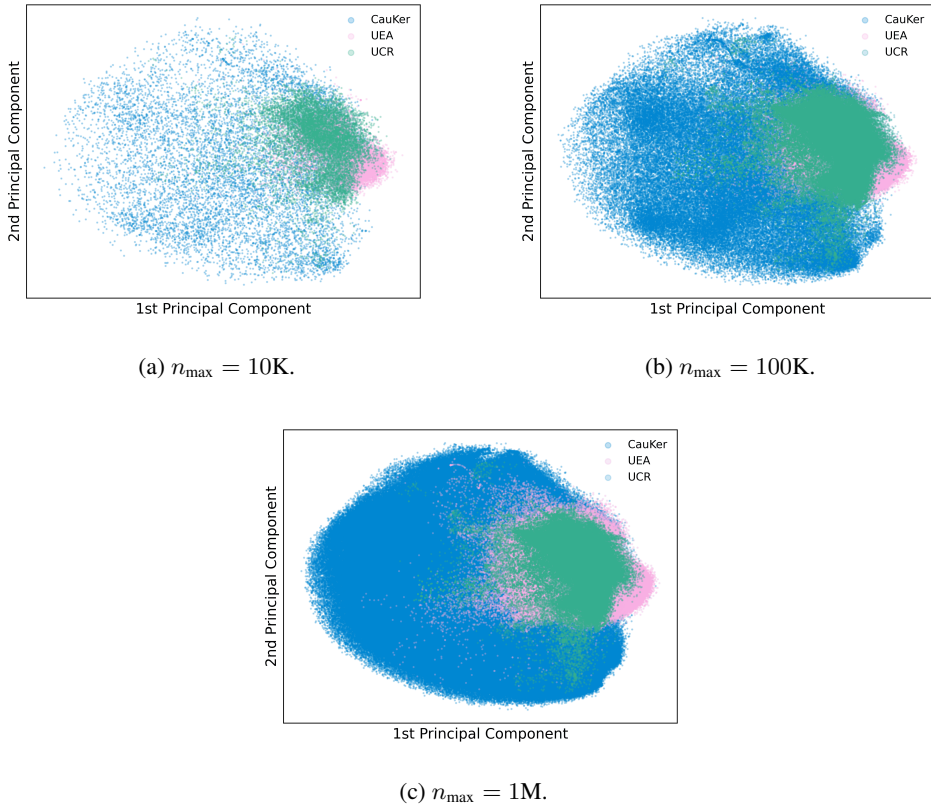 CauKer
UEA
UCR
2nd Principal Component
1st Principal Component
(a) n_max = 10K.
CauKer
UEA
UCR
2nd Principal Component
1st Principal Component
(b) n_max = 100K.
CauKer
UEA
UCR
2nd Principal Component
1st Principal Component
(c) n_max = 1M.